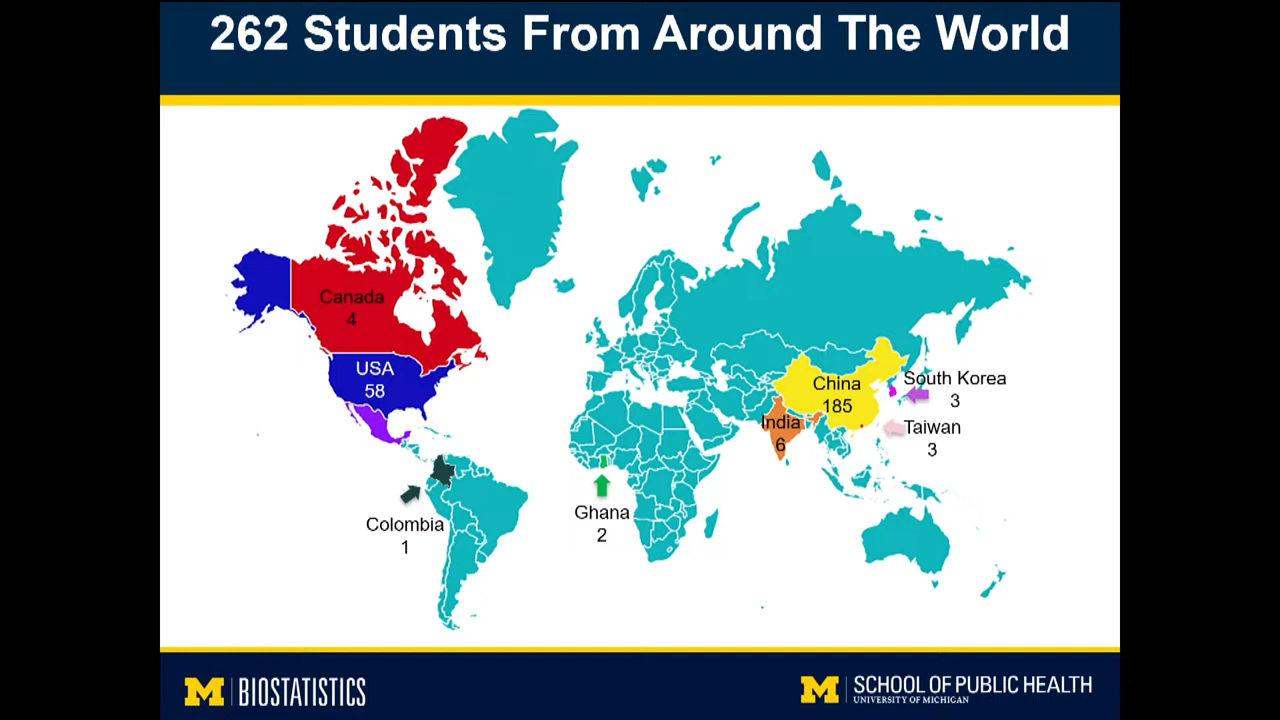 262 Students From Around The World
Canada
4
USA
58
China
185
South Korea
3
India
6
Taiwan
3
Ghana
2
Colombia
1
M BIOSTATISTICS
M SCHOOL OF PUBLIC HEALTH
UNIVERSITY OF MICHIGAN